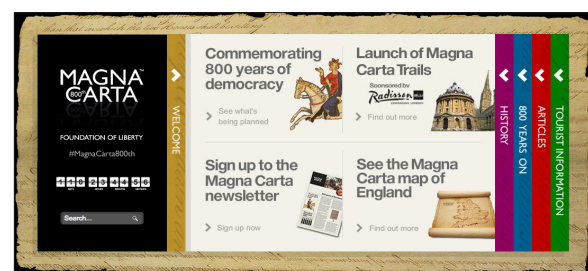 MAGNA
800th
CARTA
FOUNDATION OF LIBERTY
#MagnaCarta800th
Search...
WELCOME
Commemorating
800 years of
democracy
See what's
being planned
Launch of Magna
Carta Trails
Sponsored by
Radisson
Find out more
Sign up to the
Magna Carta
newsletter
Sign up now
See the Magna
Carta map of
England
Find out more
HISTORY
800 YEARS ON
ARTICLES
TOURIST INFORMATION